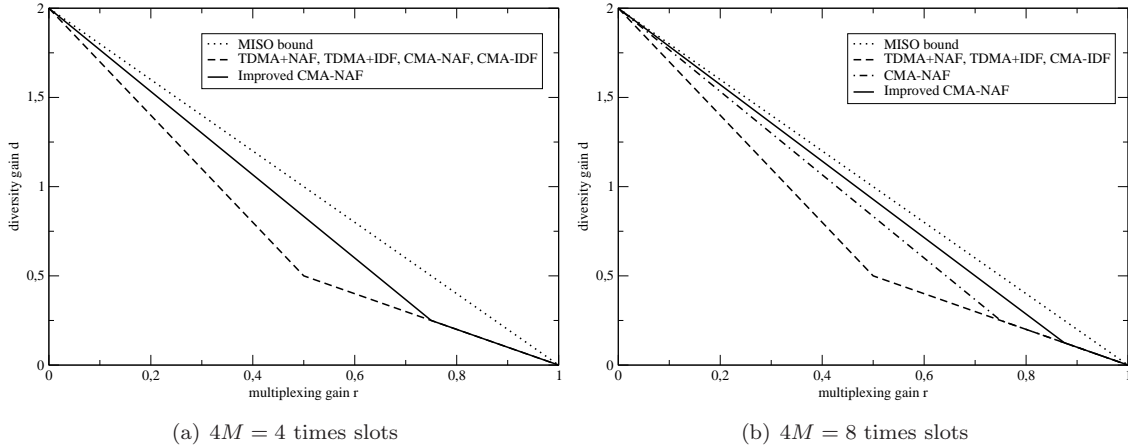 MISO bound
TDMA+NAF, TDMA+IDF, CMA-NAF, CMA-IDF
Improved CMA-NAF
2
1,5
1
0,5
0
diversity gain d
0
0,2
0,4
0,6
0,8
1
multiplexing gain r
(a) 4M = 4 times slots
MISO bound
TDMA+NAF, TDMA+IDF, CMA-IDF
CMA-NAF
Improved CMA-NAF
2
1,5
1
0,5
0
diversity gain d
0
0,2
0,4
0,6
0,8
1
multiplexing gain r
(b) 4M = 8 times slots